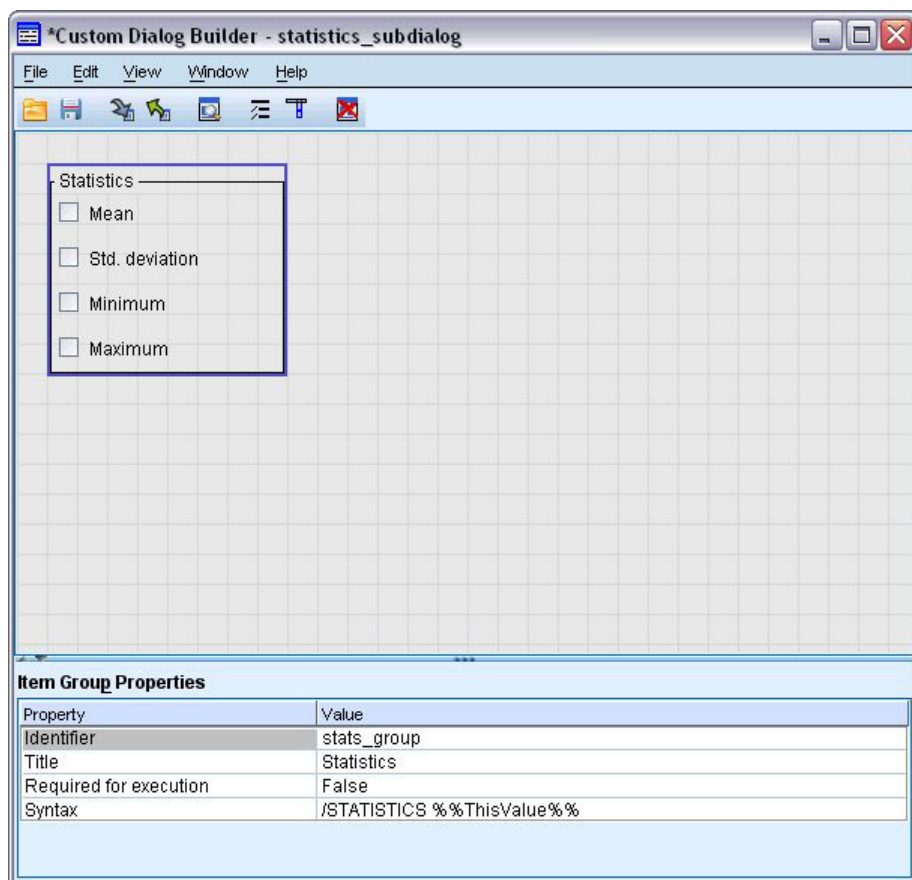 *Custom Dialog Builder - statistics_subdialog
File Edit View Window Help
Statistics
Mean
Std. deviation
Minimum
Maximum
Item Group Properties
Property Value
Identifier stats_group
Title Statistics
Required for execution False
Syntax /STATISTICS %%ThisValue%%